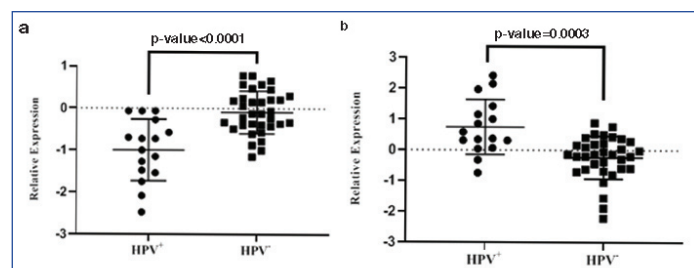 a
p-value<0.0001
Relative Expression
1
0
-1
-2
-3
HPV+
HPV-
b
p-value=0.0003
Relative Expression
3
2
1
0
-1
-2
-3
HPV+
HPV-